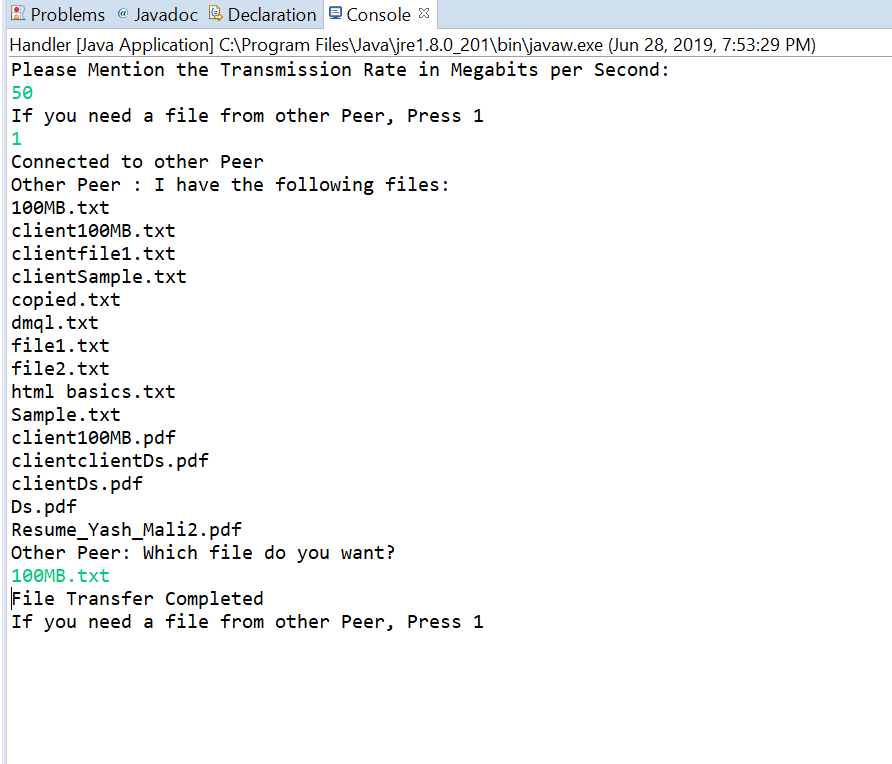 Problems @ Javadoc Declaration Console
Handler [Java Application] C:\Program Files\Java\jre1.8.0_201\bin\javaw.exe (Jun 28, 2019, 7:53:29 PM)
Please Mention the Transmission Rate in Megabits per Second:
50
If you need a file from other Peer, Press 1
1
Connected to other Peer
Other Peer : I have the following files:
100MB.txt
client100MB.txt
clientfile1.txt
clientSample.txt
copied.txt
dmql.txt
file1.txt
file2.txt
html basics.txt
Sample.txt
client100MB.pdf
clientclientDs.pdf
clientDs.pdf
Ds.pdf
Resume_Yash_Mali2.pdf
Other Peer: Which file do you want?
100MB.txt
File Transfer Completed
If you need a file from other Peer, Press 1